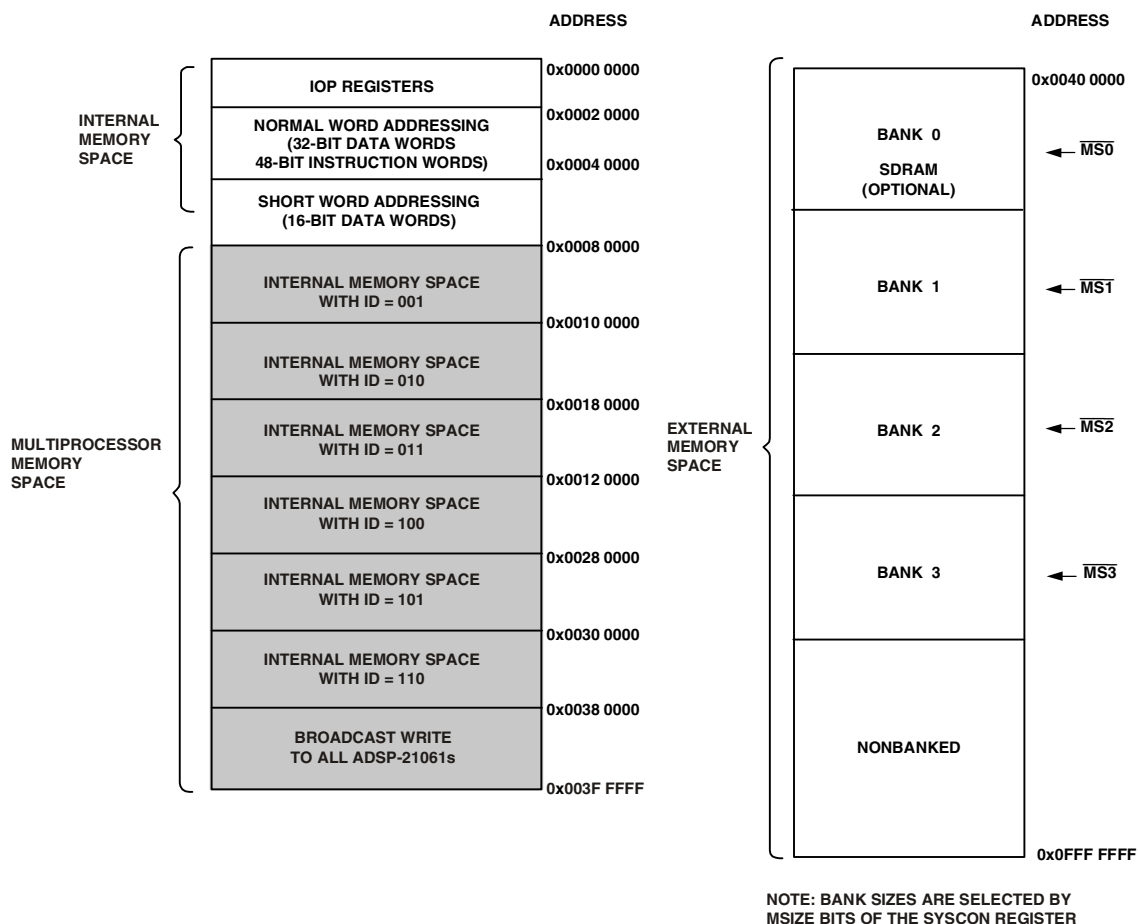 ADDRESS
0x0000 0000
IOP REGISTERS
0x0002 0000
INTERNAL
MEMORY
SPACE
NORMAL WORD ADDRESSING
(32-BIT DATA WORDS
48-BIT INSTRUCTION WORDS)
0x0004 0000
SHORT WORD ADDRESSING
(16-BIT DATA WORDS)
0x0008 0000
INTERNAL MEMORY SPACE
WITH ID = 001
0x0010 0000
INTERNAL MEMORY SPACE
WITH ID = 010
0x0018 0000
MULTIPROCESSOR
MEMORY
SPACE
INTERNAL MEMORY SPACE
WITH ID = 011
0x0012 0000
INTERNAL MEMORY SPACE
WITH ID = 100
0x0028 0000
INTERNAL MEMORY SPACE
WITH ID = 101
0x0030 0000
INTERNAL MEMORY SPACE
WITH ID = 110
0x0038 0000
BROADCAST WRITE
TO ALL ADSP-21061s
0x003F FFFF
ADDRESS
0x0040 0000
BANK 0
MS0
SDRAM
(OPTIONAL)
BANK 1
MS1
EXTERNAL
MEMORY
SPACE
BANK 2
MS2
BANK 3
MS3
NONBANKED
0x0FFF FFFF
NOTE: BANK SIZES ARE SELECTED BY
MSIZE BITS OF THE SYSCON REGISTER